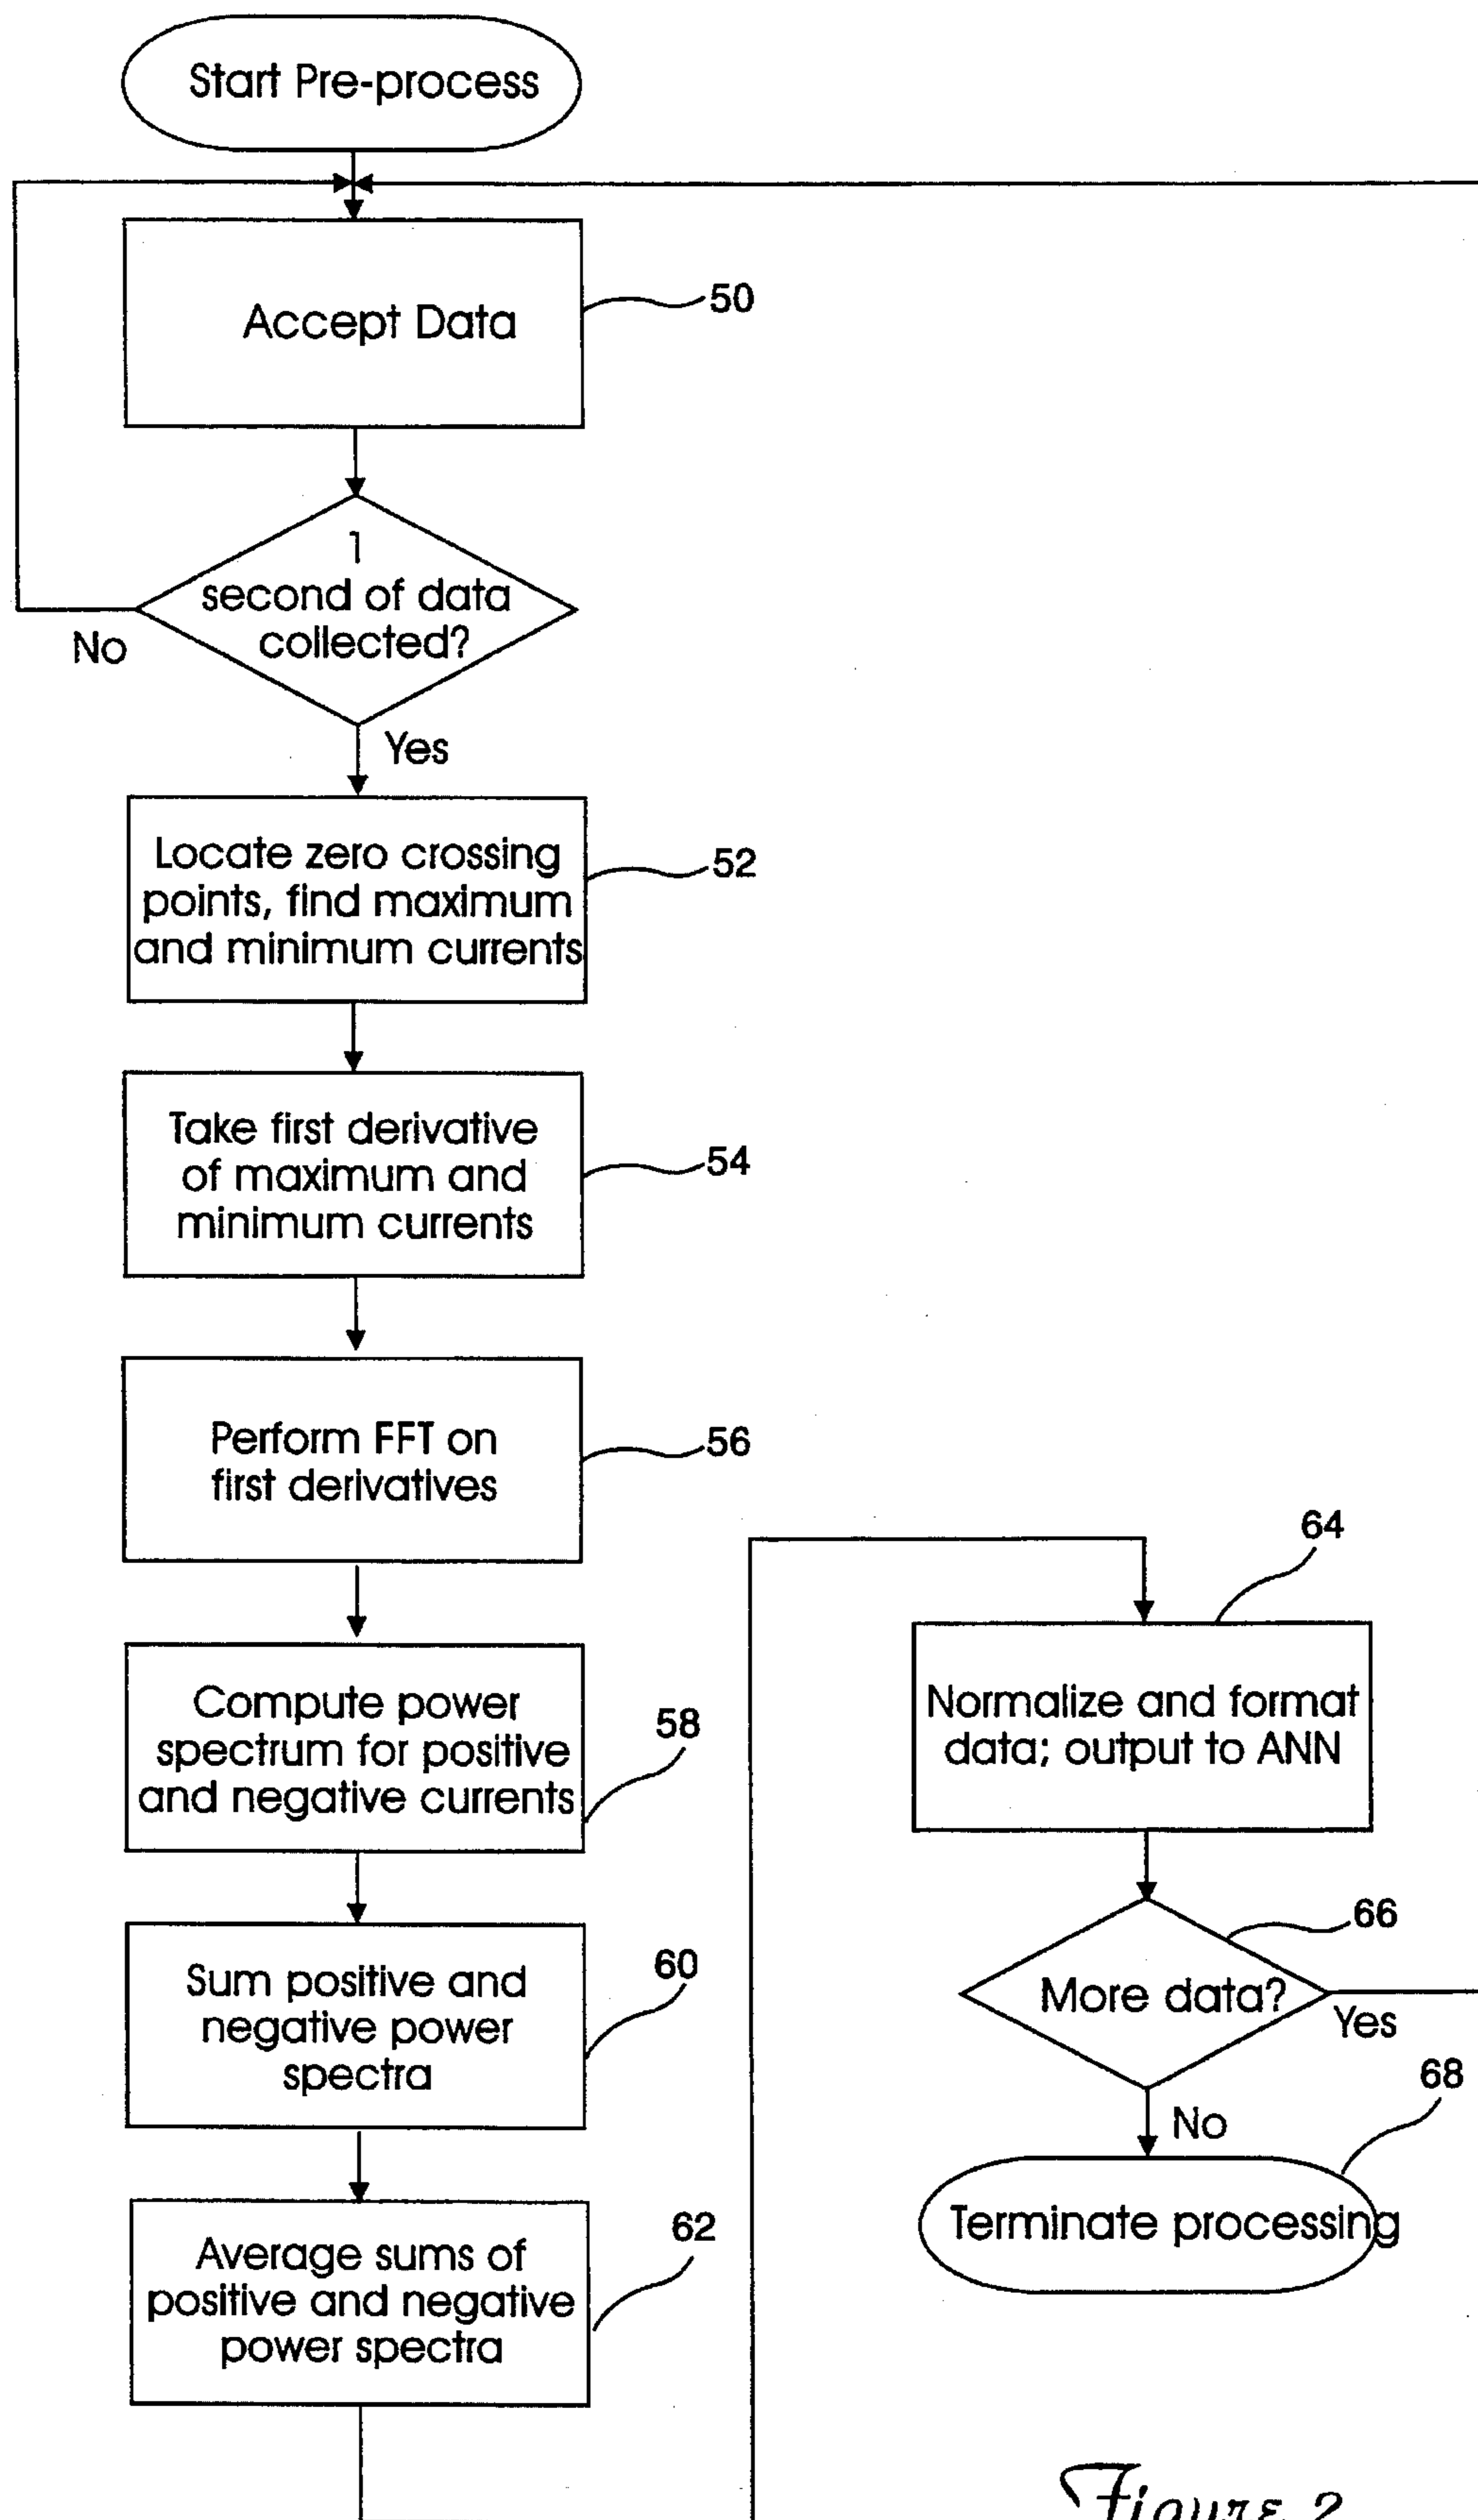 Start Pre-process
Accept Data
50
1
second of data
collected?
No
Yes
Locate zero crossing
points, find maximum
and minimum currents
52
Take first derivative
of maximum and
minimum currents
54
Perform FFT on
first derivatives
56
Compute power
spectrum for positive
and negative currents
58
Sum positive and
negative power
spectra
60
Average sums of
positive and negative
power spectra
62
64
Normalize and format
data; output to ANN
66
More data?
Yes
No
68
Terminate processing
Figure 2